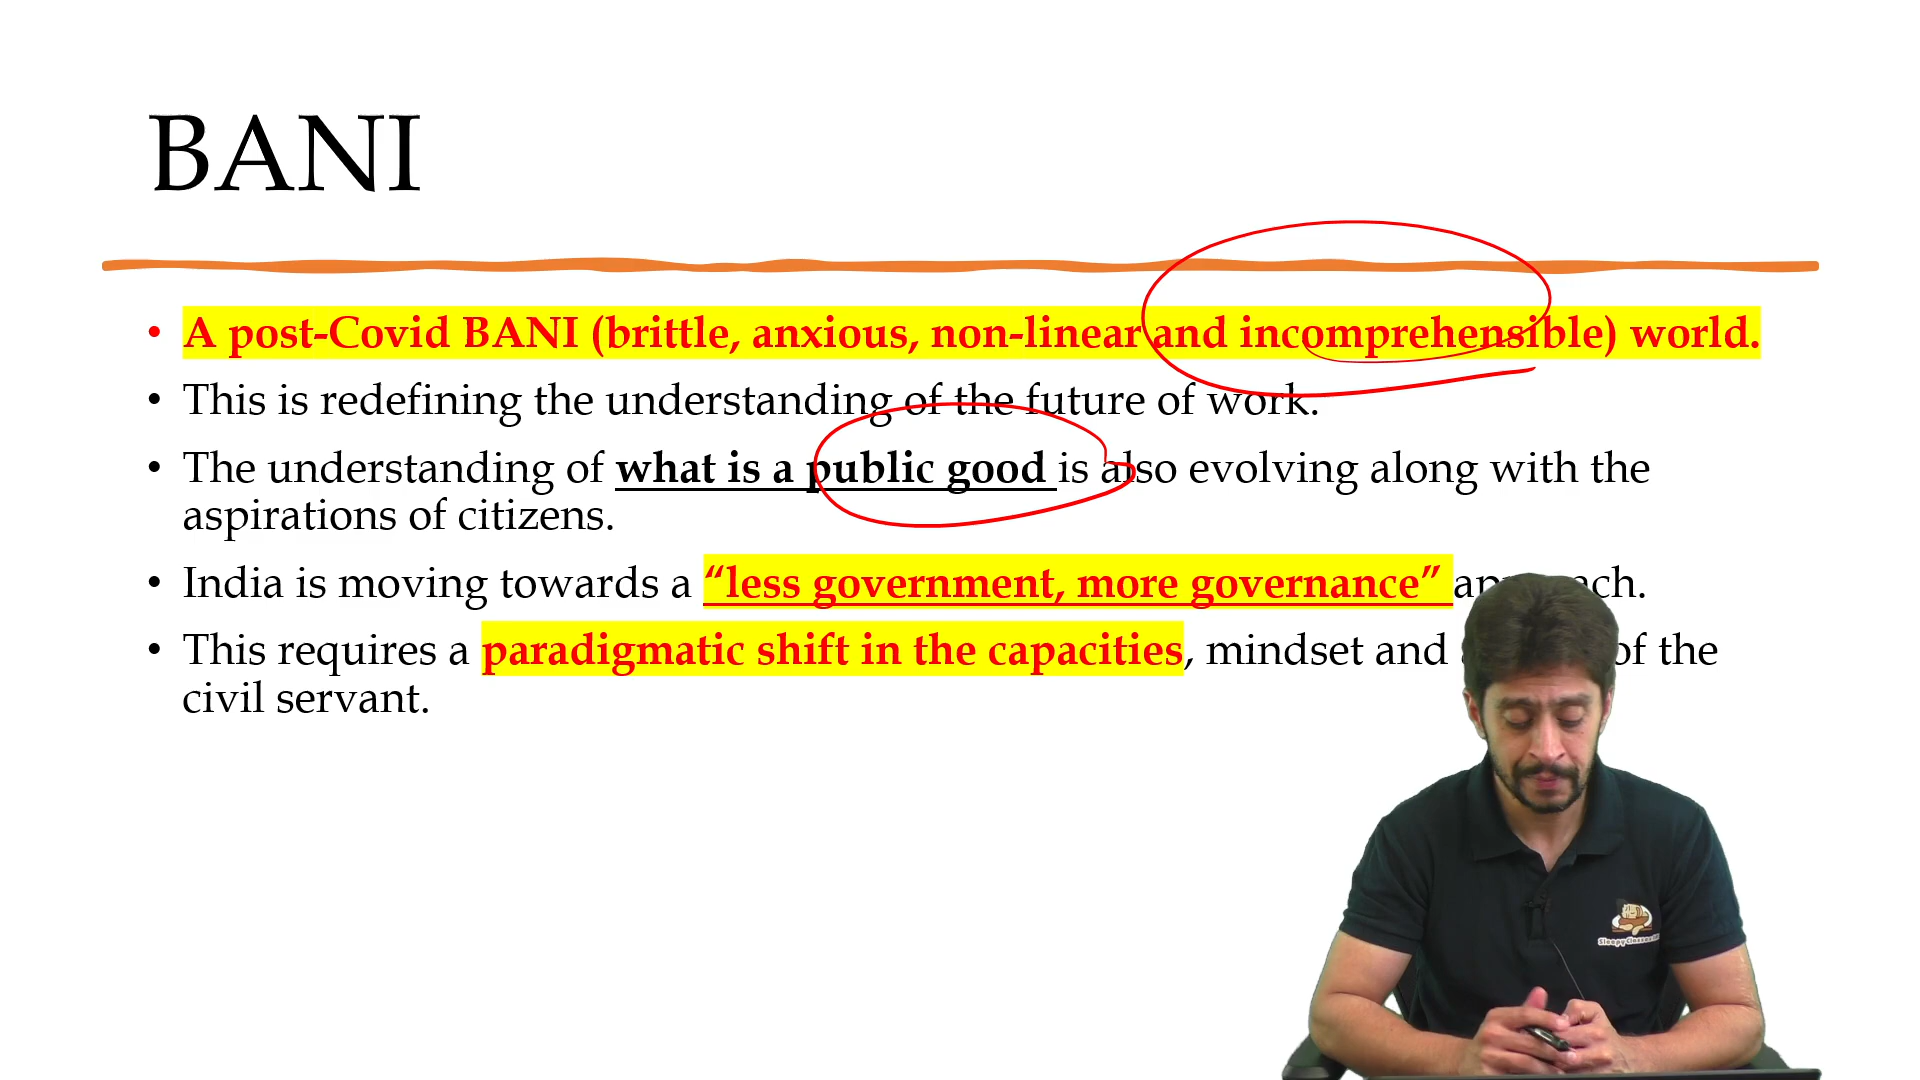 BANI
• A post-Covid BANI (brittle, anxious, non-linear and incomprehensible) world.
• This is redefining the understanding of the future of work.
• The understanding of what is a public good is also evolving along with the
aspirations of citizens.
• India is moving towards a “less government, more governance”
• This requires a paradigmatic shift in the capacities, mindset and of the
civil servant.